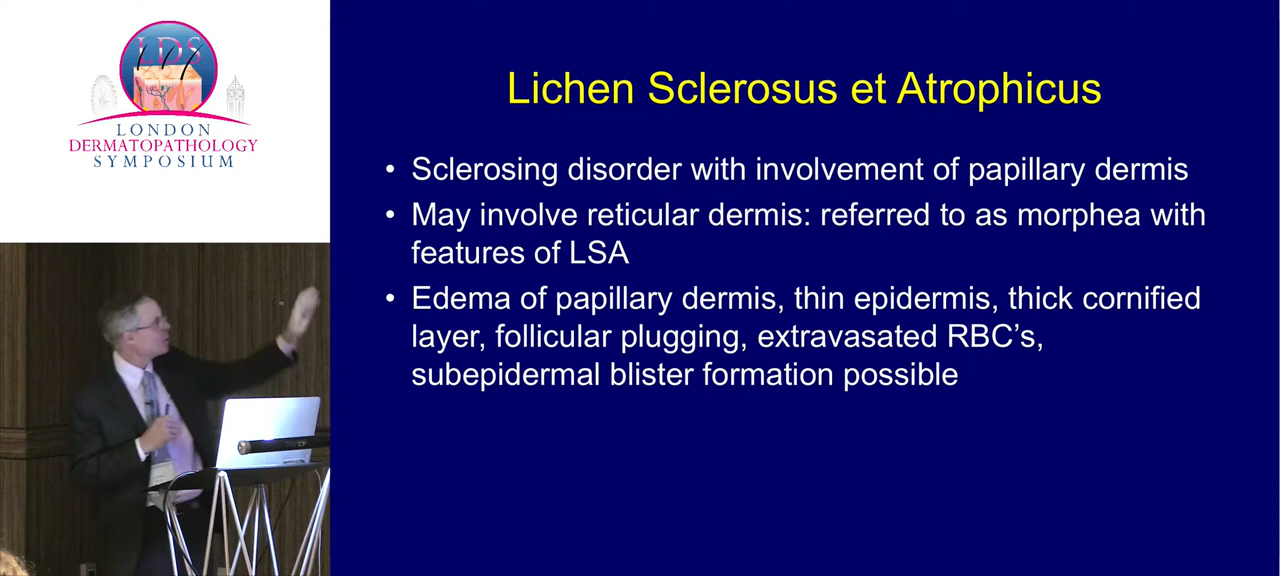 LDS
LONDON
DERMATOPATHOLOGY
SYMPOSIUM
Lichen Sclerosus et Atrophicus
• Sclerosing disorder with involvement of papillary dermis
• May involve reticular dermis: referred to as morphea with
features of LSA
• Edema of papillary dermis, thin epidermis, thick cornified
layer, follicular plugging, extravasated RBC’s,
subepidermal blister formation possible